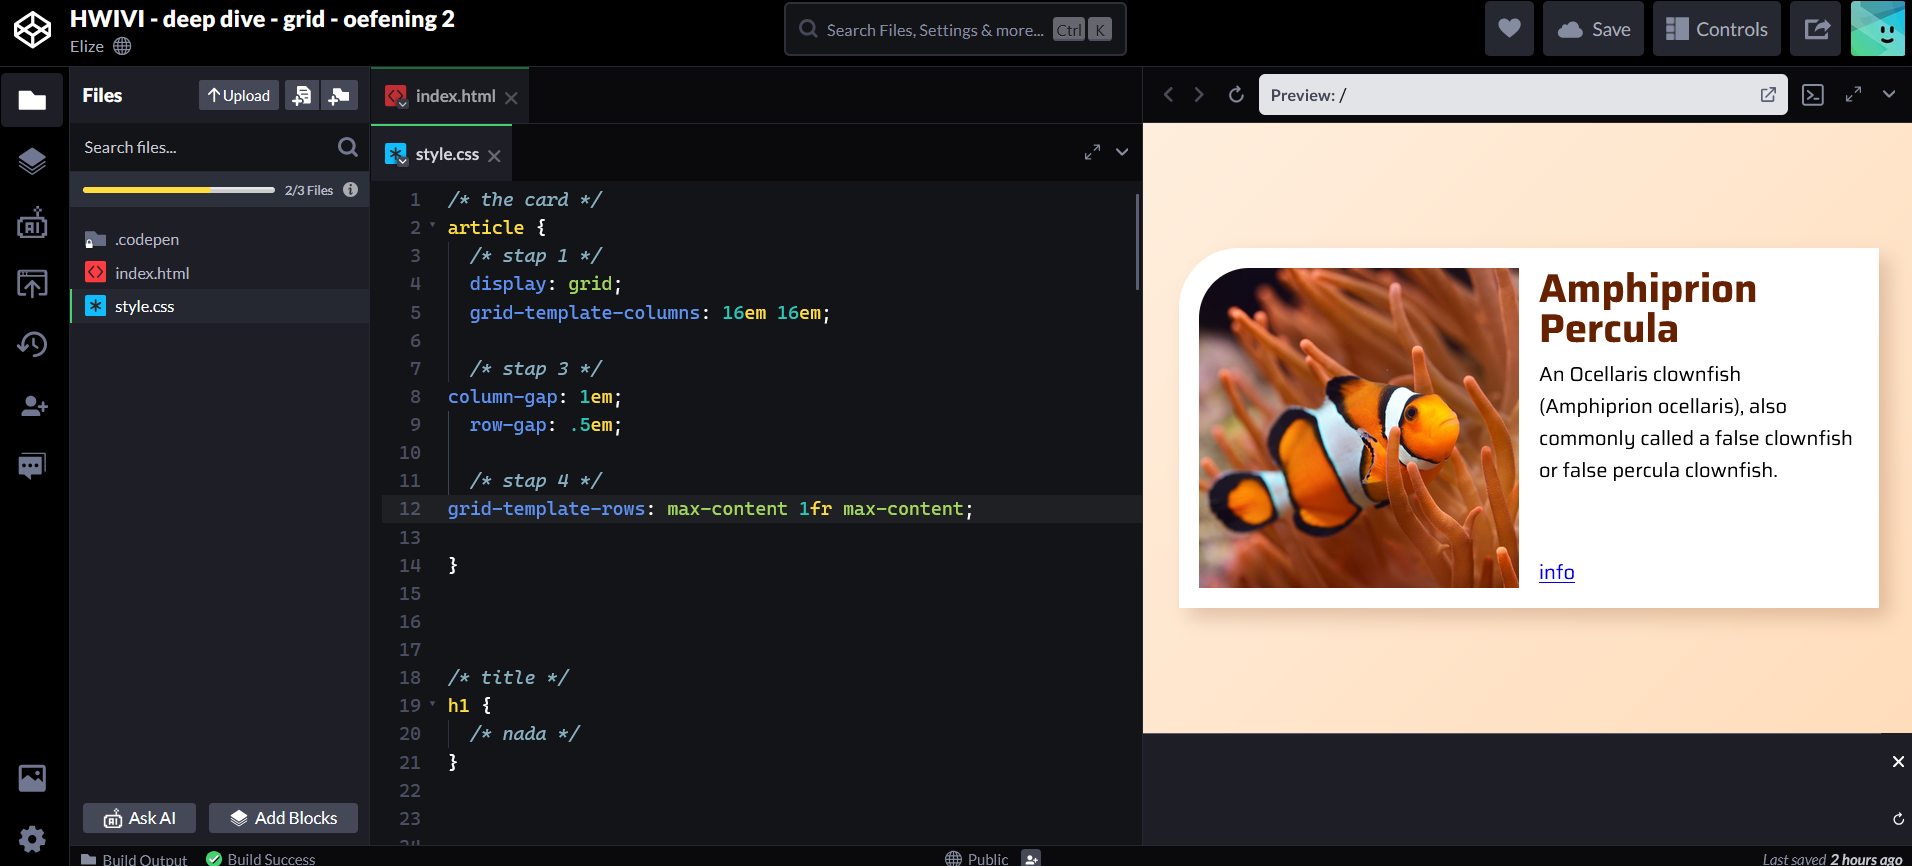 HWIVI - deep dive - grid - oefening 2
Elize
Search Files, Settings & more... Ctrl K
Save
Controls
Files
Upload
Search files...
2/3 Files
.codepen
index.html
style.css
Ask AI
Add Blocks
index.html
style.css
1 /* the card */
2 article {
3 /* stap 1 */
4 display: grid;
5 grid-template-columns: 16em 16em;
6
7 /* stap 3 */
8 column-gap: 1em;
9 row-gap: .5em;
10
11 /* stap 4 */
12 grid-template-rows: max-content 1fr max-content;
13
14 }
15
16
17
18 /* title */
19 h1 {
20 /* nada */
21 }
22
23
Preview: /
Amphiprion
Percula
An Ocellaris clownfish
(Amphiprion ocellaris), also
commonly called a false clownfish
or false percula clownfish.
info
Build Output
Build Success
Public
Last saved 2 hours ago